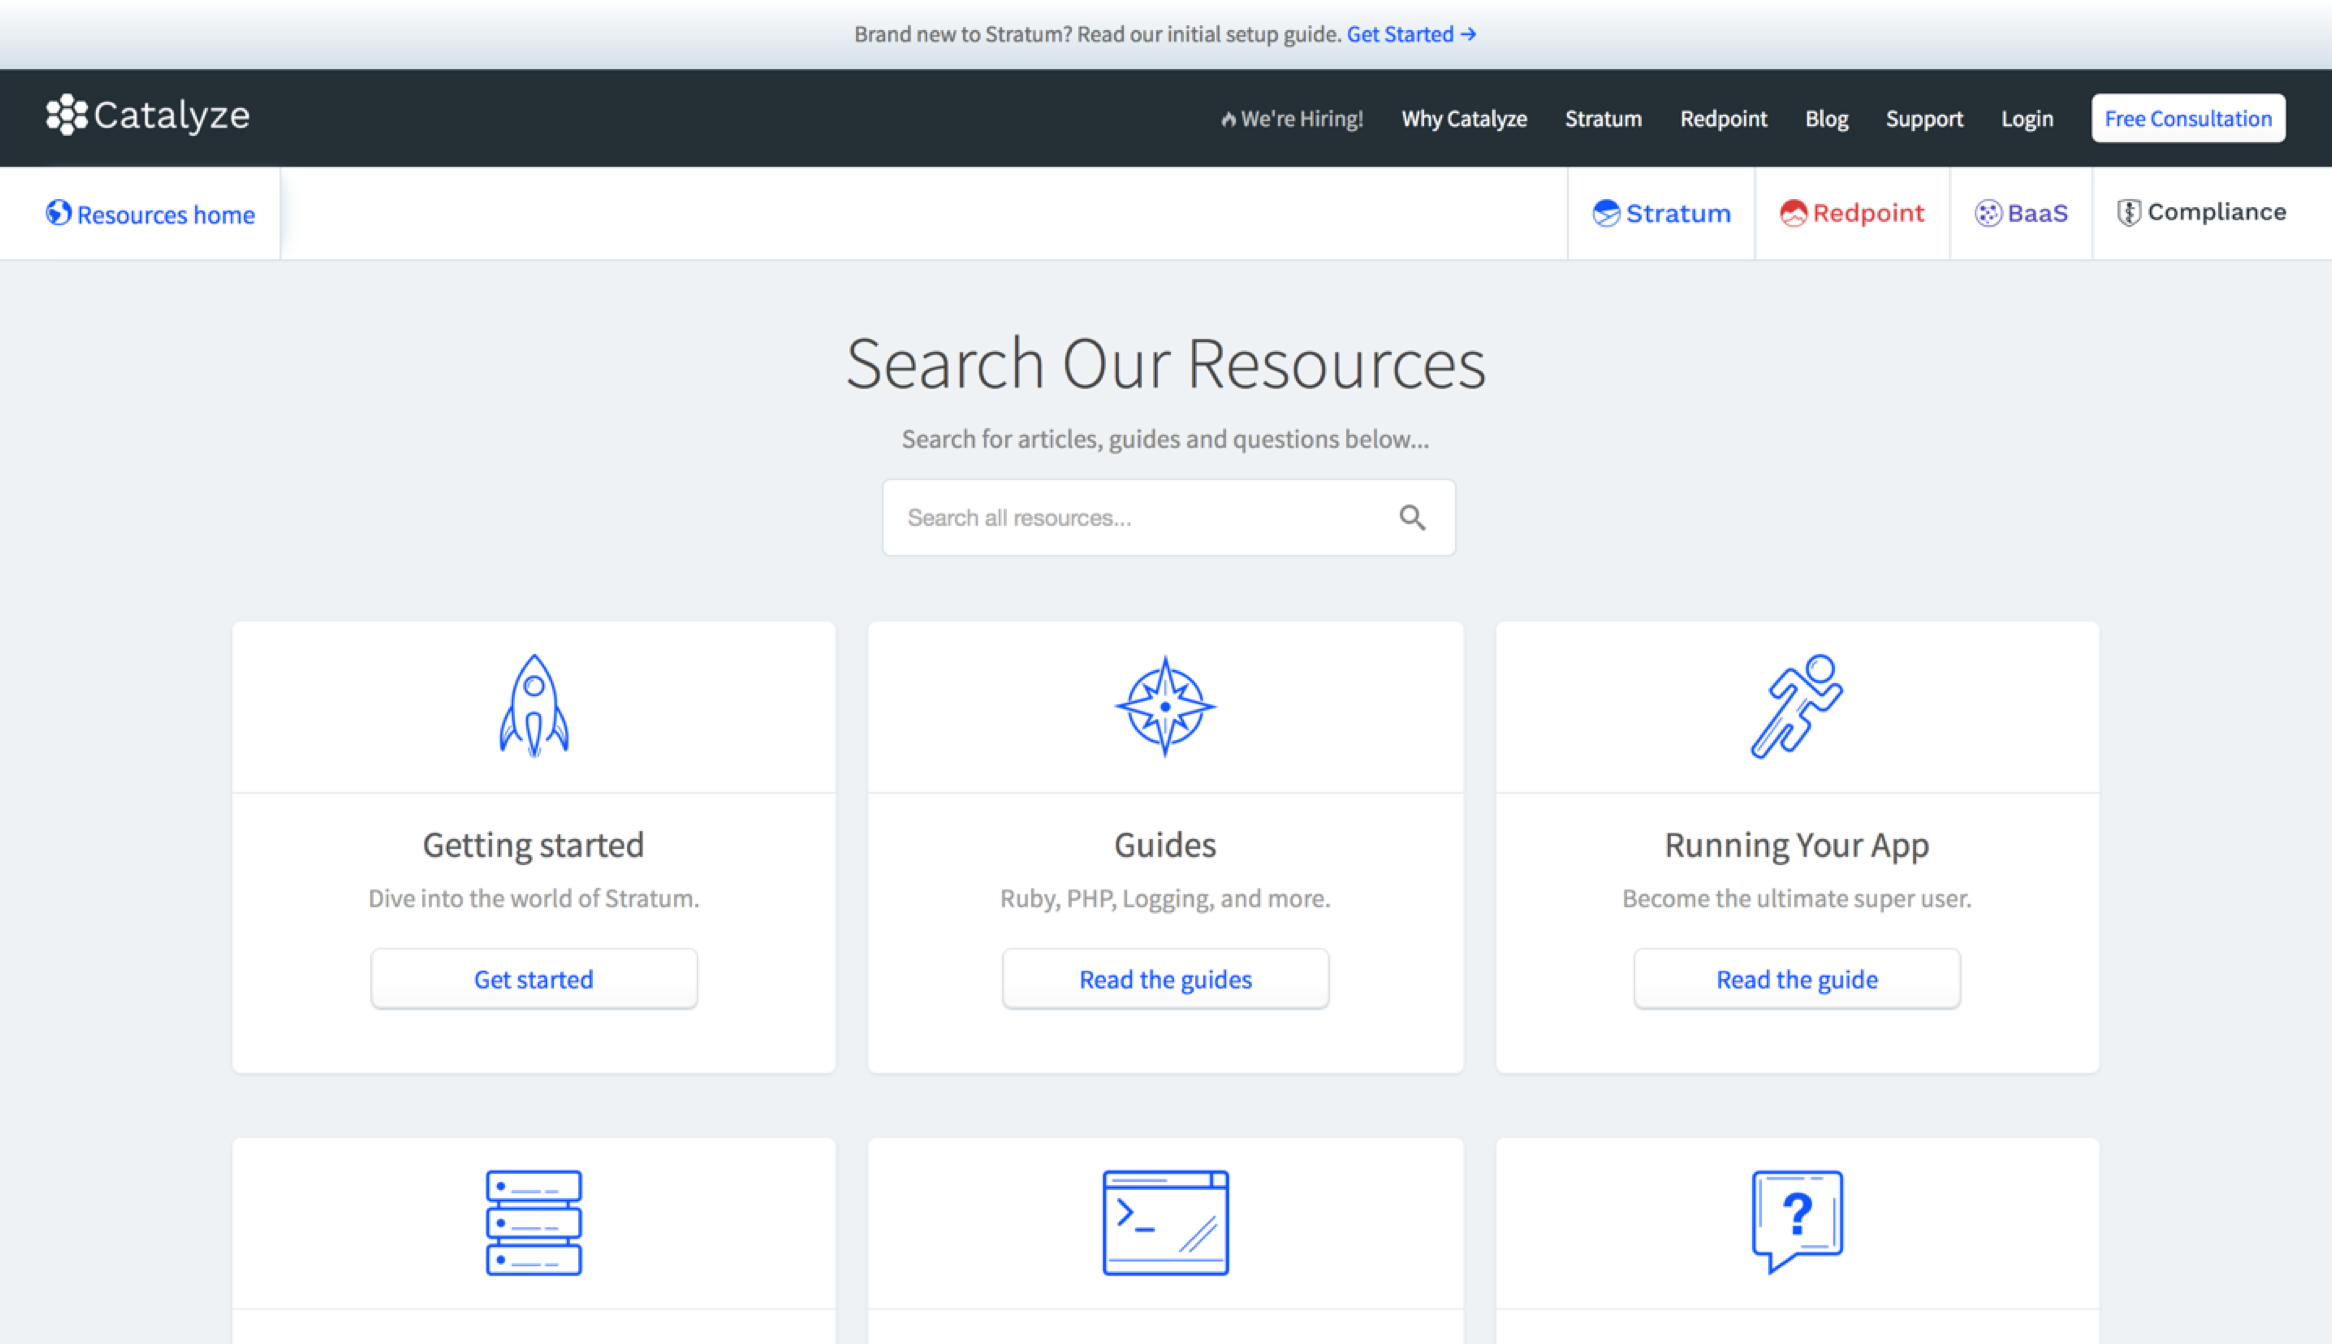 Brand new to Stratum? Read our initial setup guide. Get Started →
Catalyze
We're Hiring! Why Catalyze Stratum Redpoint Blog Support Login Free Consultation
Resources home Stratum Redpoint BaaS Compliance
Search Our Resources
Search for articles, guides and questions below...
Search all resources...
Getting started
Dive into the world of Stratum.
Get started
Guides
Ruby, PHP, Logging, and more.
Read the guides
Running Your App
Become the ultimate super user.
Read the guide
>_
?